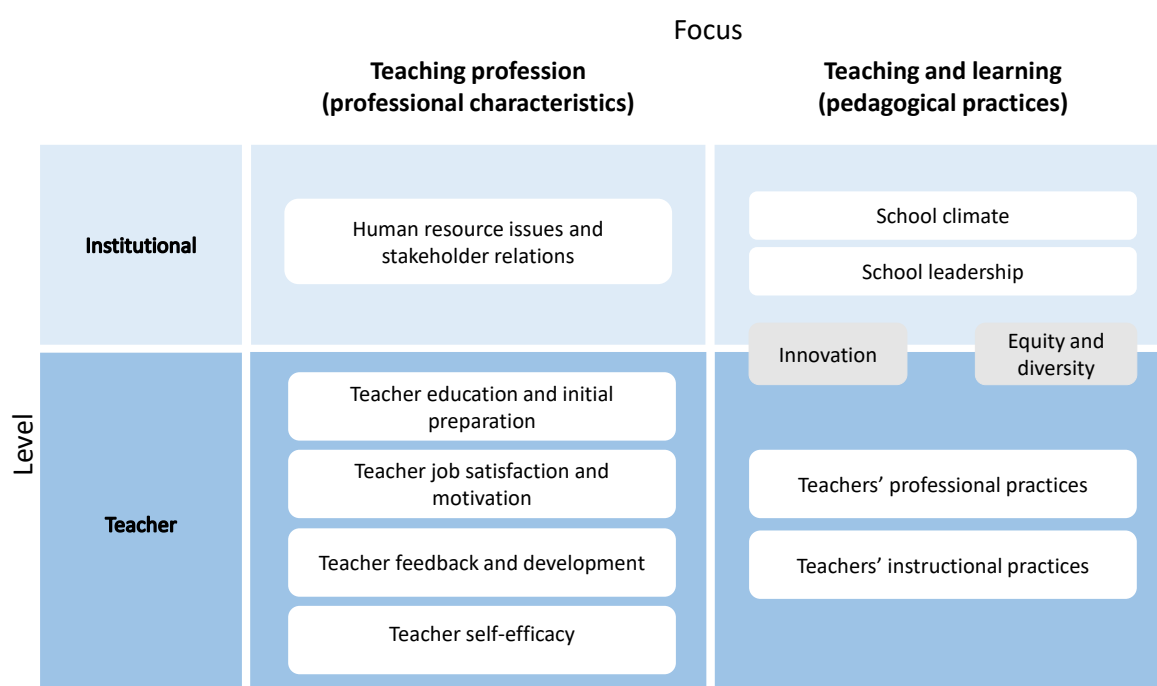 Focus
Teaching profession
(professional characteristics)
Teaching and learning
(pedagogical practices)
Level
Institutional
Human resource issues and
stakeholder relations
School climate
School leadership
Innovation
Equity and
diversity
Teacher
Teacher education and initial
preparation
Teacher job satisfaction and
motivation
Teacher feedback and development
Teacher self-efficacy
Teachers’ professional practices
Teachers’ instructional practices